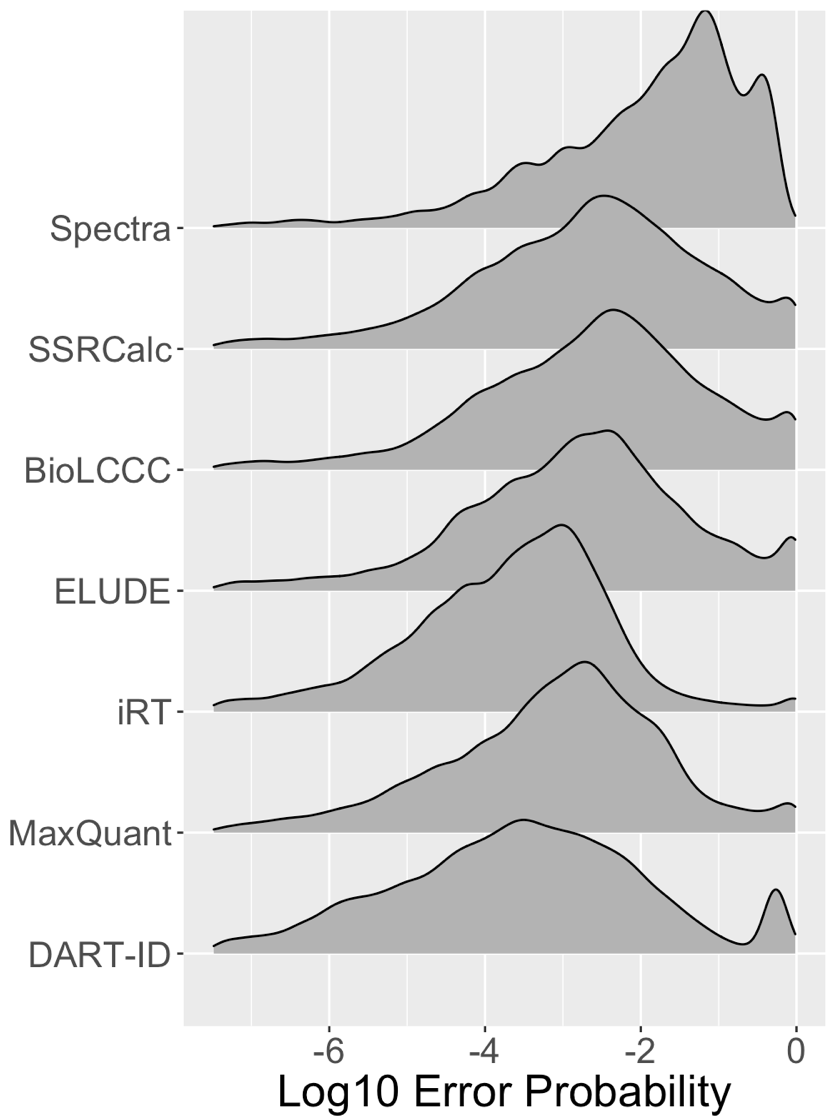 Spectra
SSRCalc
BioLCCC
ELUDE
iRT
MaxQuant
DART-ID
-6 -4 -2 0
Log10 Error Probability